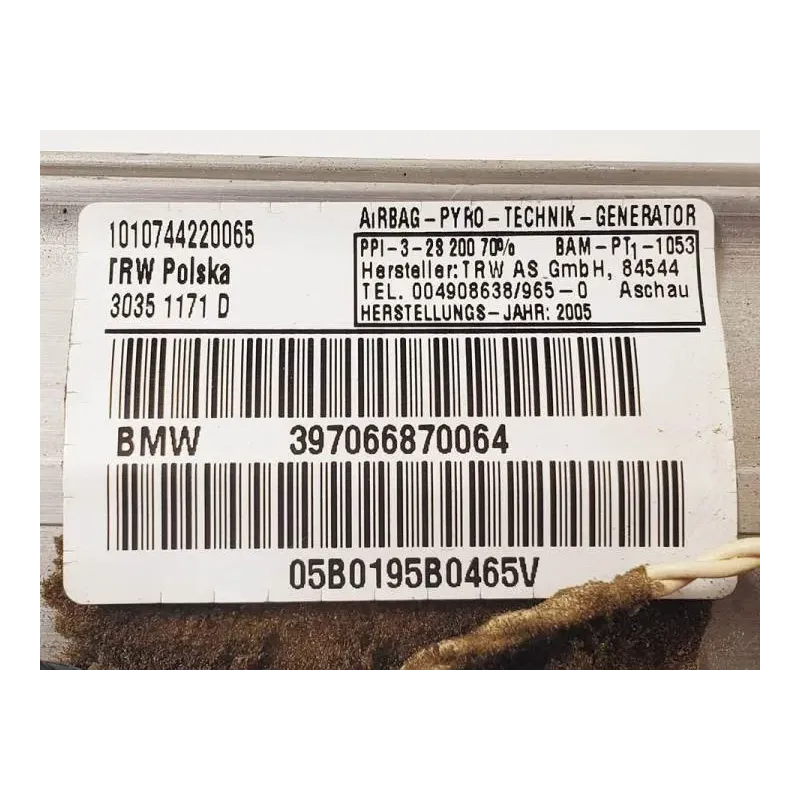 1010744220065
TRW Polska
3035 1171 D
AIRBAG-PYRO-TECHNIK-GENERATOR
PPI-3-28 200 70% BAM-PT1-1053
Hersteller: TRW AS GmbH, 84544
TEL. 004908638/965-0 Aschau
HERSTELLUNGS-JAHR: 2005
BMW 397066870064
05B0195B0465V